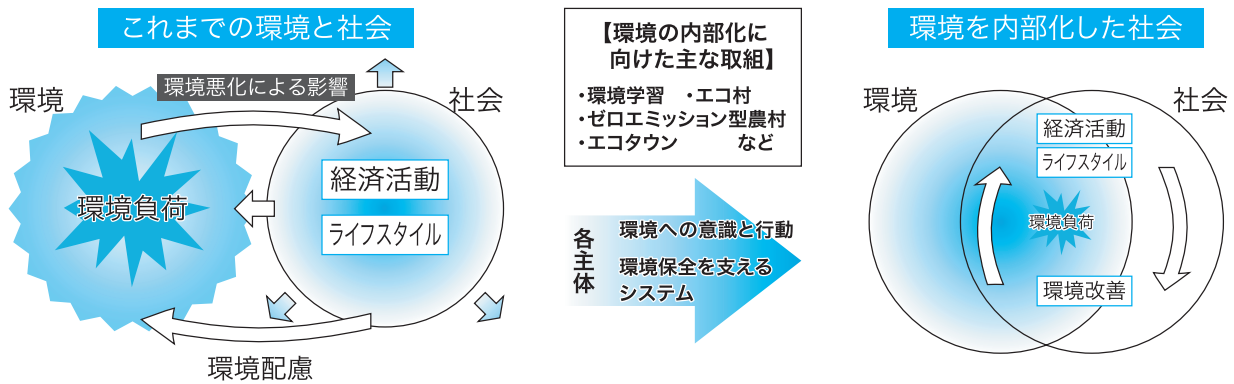 これまでの環境と社会
環境悪化による影響
環境
社会
経済活動
ライフスタイル
環境負荷
環境配慮
【環境の内部化に
向けた主な取組】
・環境学習 ・エコ村
・ゼロエミッション型農村
・エコタウン など
各主体
環境への意識と行動
環境保全を支える
システム
環境を内部化した社会
環境
社会
経済活動
ライフスタイル
環境負荷
環境改善